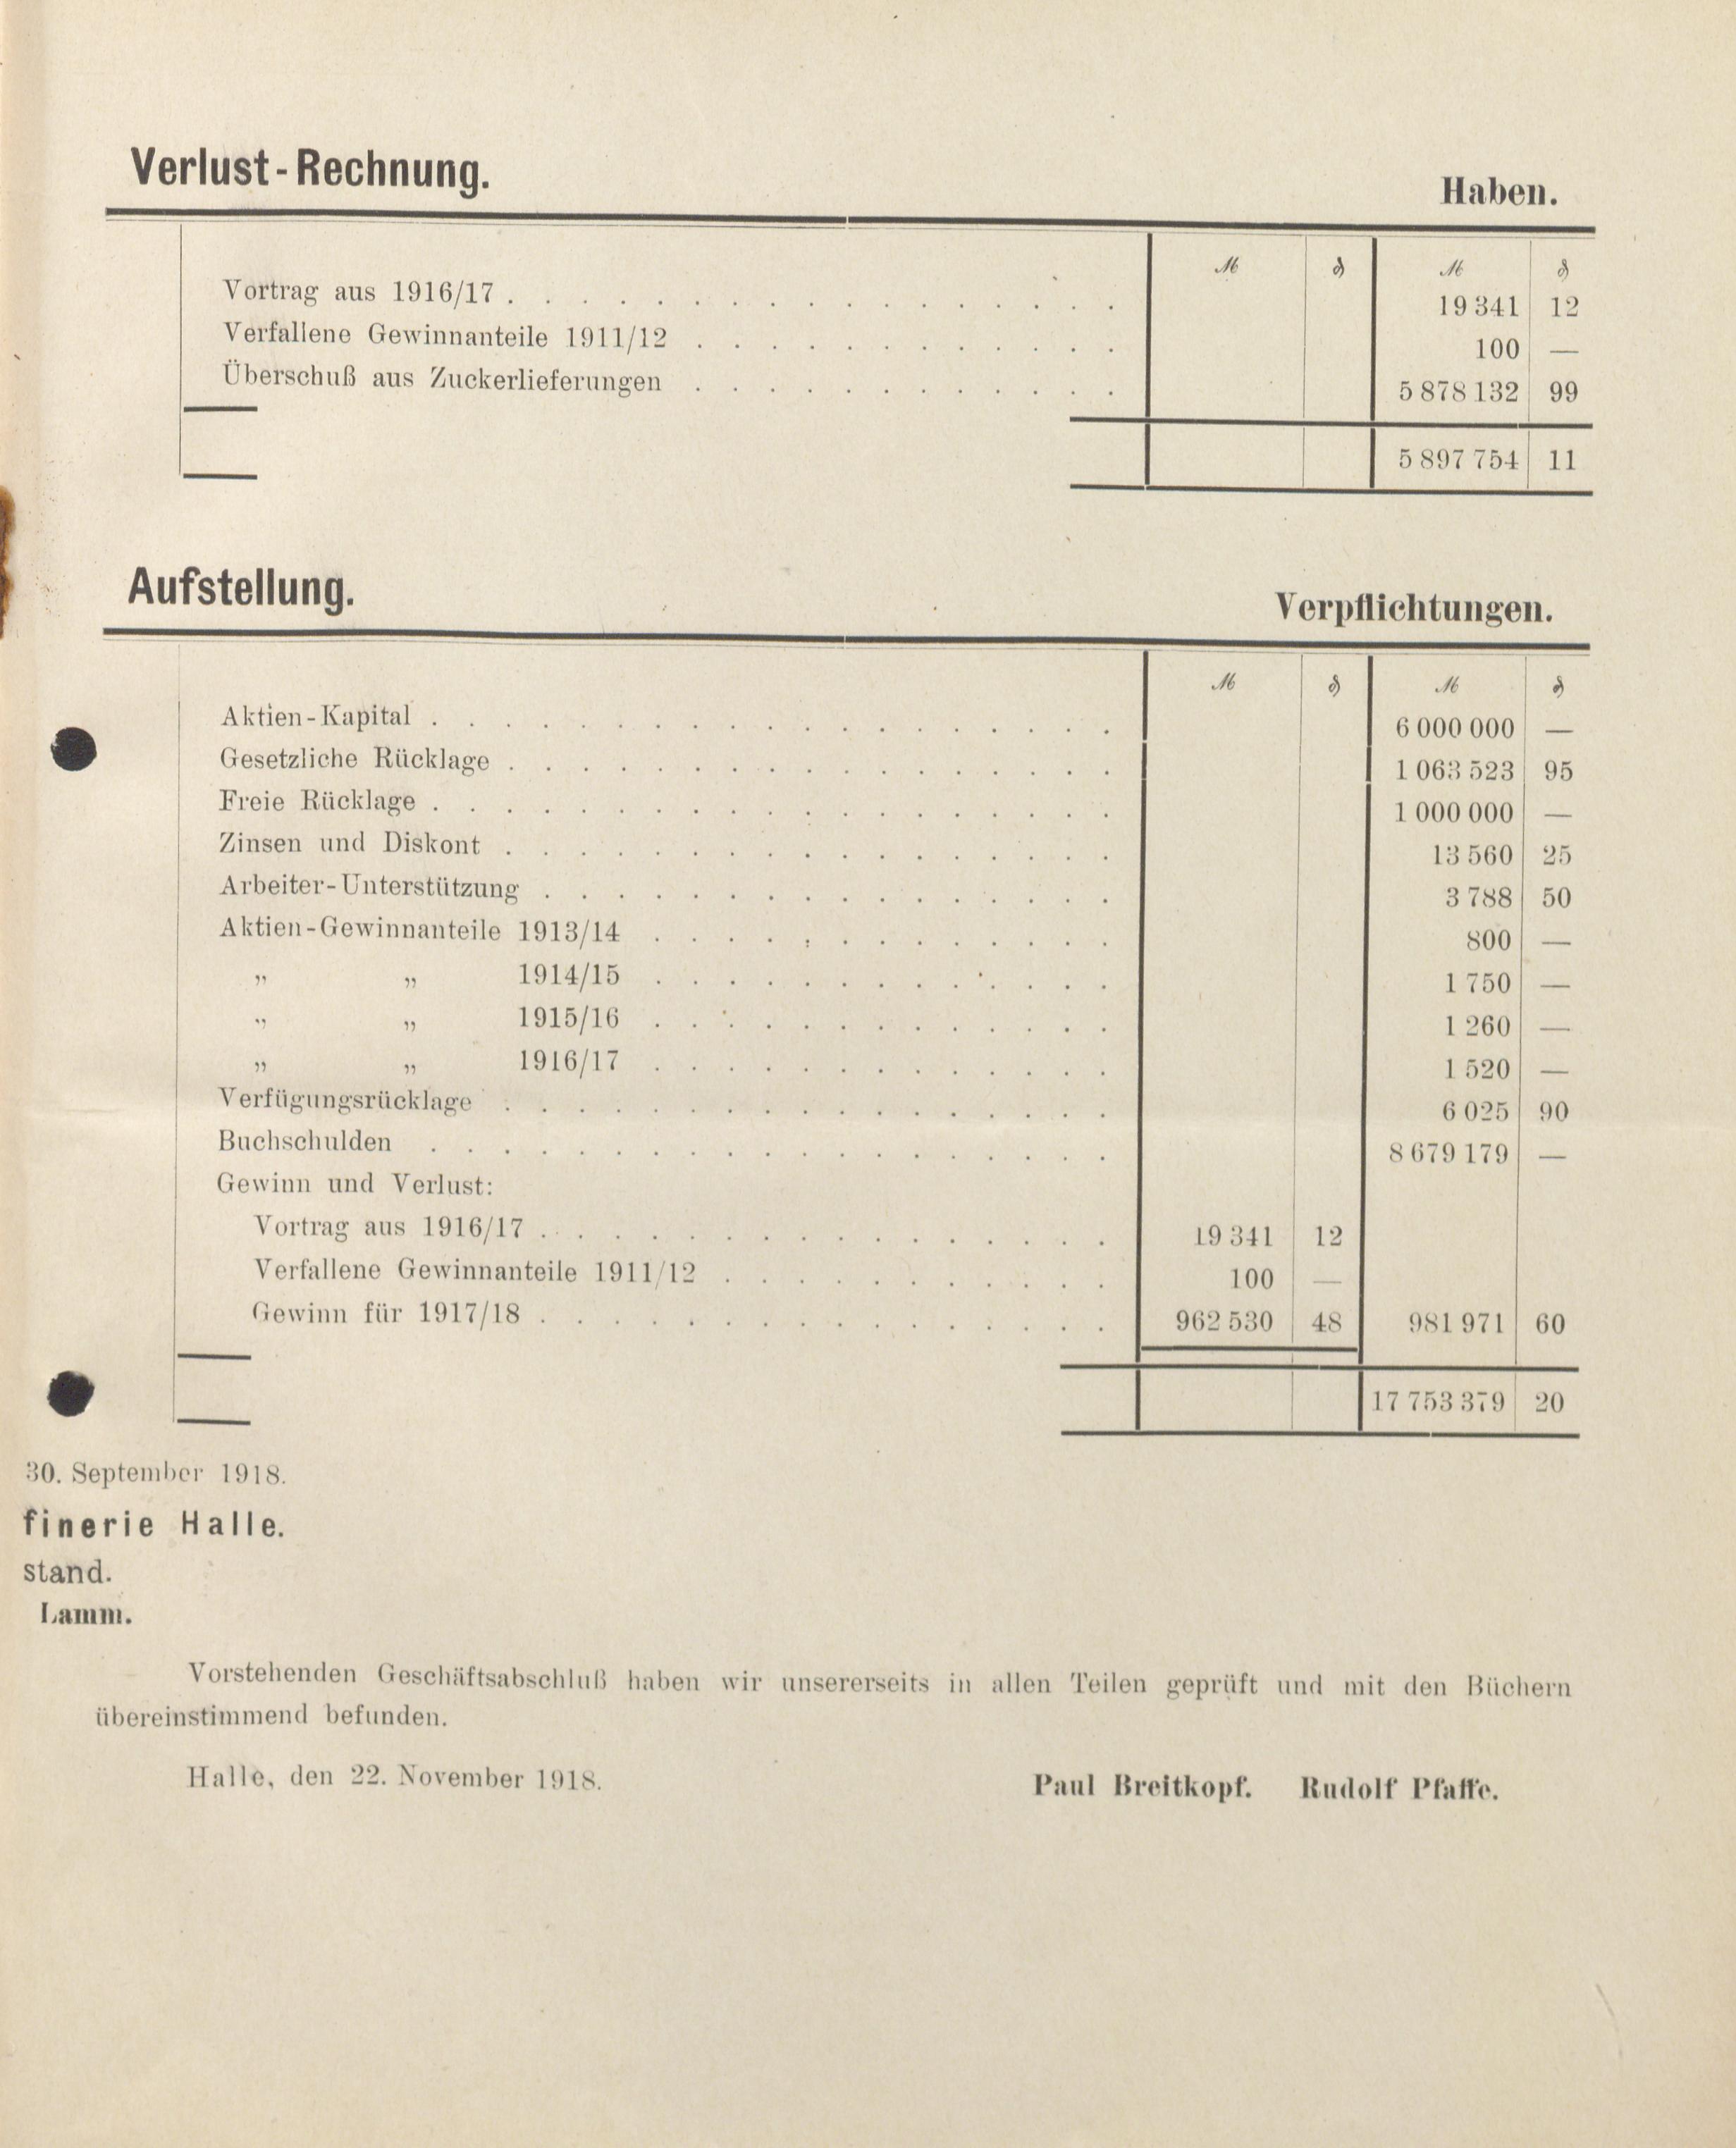 Verlust-Rechnung.
Haben.
ℳ ₰ ℳ ₰
Vortrag aus 1916/17 . . . . . . . . . . . . . . . . . 19 341 12
Verfallene Gewinnanteile 1911/12 . . . . . . . . . . . . 100 —
Überschuß aus Zuckerlieferungen . . . . . . . . . . . . 5 878 132 99
5 897 754 11
Aufstellung.
Verpflichtungen.
ℳ ₰ ℳ ₰
Aktien-Kapital . . . . . . . . . . . . . . . . . . . 6 000 000 —
Gesetzliche Rücklage . . . . . . . . . . . . . . . . . 1 063 523 95
Freie Rücklage . . . . . . . . . . . . . . . . . . . 1 000 000 —
Zinsen und Diskont . . . . . . . . . . . . . . . . . 13 560 25
Arbeiter-Unterstützung . . . . . . . . . . . . . . . . 3 788 50
Aktien-Gewinnanteile 1913/14 . . . . . . . . . . . . . 800 —
„ „ 1914/15 . . . . . . . . . . . . . 1 750 —
„ „ 1915/16 . . . . . . . . . . . . . 1 260 —
„ „ 1916/17 . . . . . . . . . . . . . 1 520 —
Verfügungsrücklage . . . . . . . . . . . . . . . . . 6 025 90
Buchschulden . . . . . . . . . . . . . . . . . . . 8 679 179 —
Gewinn und Verlust:
Vortrag aus 1916/17 . . . . . . . . . . . . . . . . 19 341 12
Verfallene Gewinnanteile 1911/12 . . . . . . . . . . . 100 —
Gewinn für 1917/18 . . . . . . . . . . . . . . . . 962 530 48 981 971 60
17 753 379 20
30. September 1918.
finerie Halle.
stand.
Lamm.
Vorstehenden Geschäftsabschluß haben wir unsererseits in allen Teilen geprüft und mit den Büchern
übereinstimmend befunden.
Halle, den 22. November 1918. Paul Breitkopf. Rudolf Pfaffe.